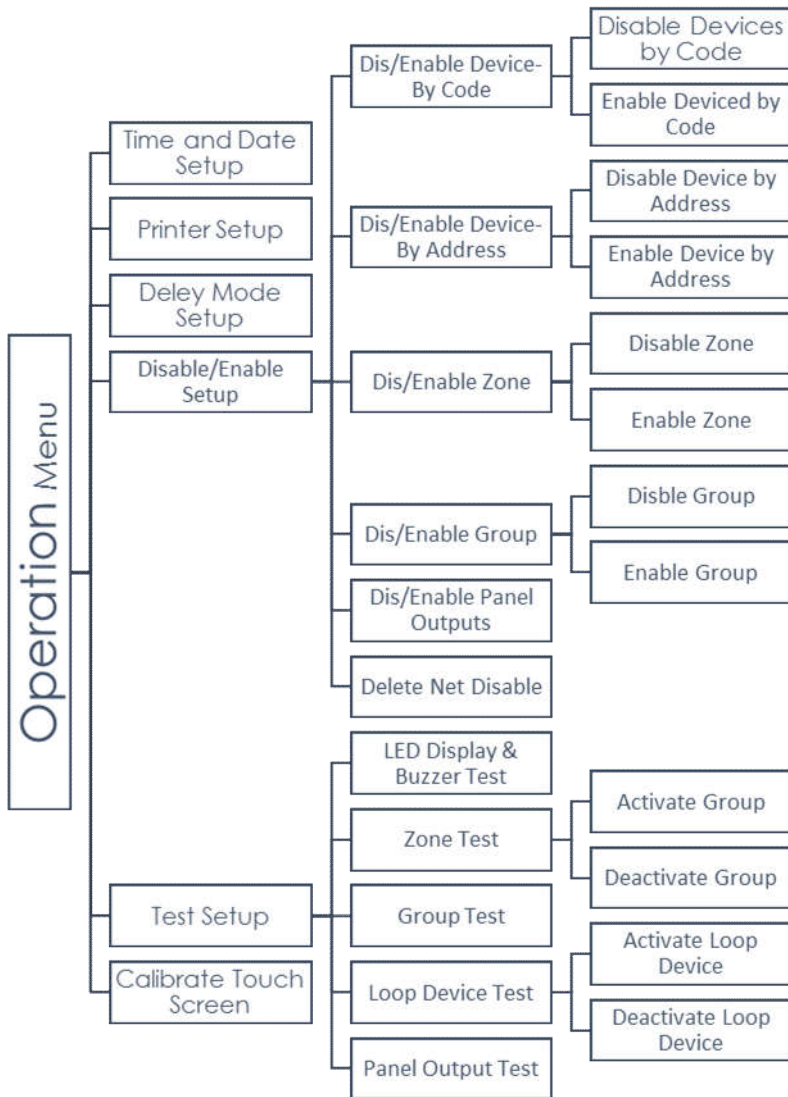 Operation Menu
Time and Date
Setup
Printer Setup
Deley Mode
Setup
Disable/Enable
Setup
Dis/Enable Device-
By Code
Disable Devices
by Code
Enable Deviced by
Code
Dis/Enable Device-
By Address
Disable Device by
Address
Enable Device by
Address
Dis/Enable Zone
Disable Zone
Enable Zone
Dis/Enable Group
Disble Group
Enable Group
Dis/Enable Panel
Outputs
Delete Net Disable
Test Setup
LED Display &
Buzzer Test
Zone Test
Activate Group
Deactivate Group
Group Test
Loop Device Test
Activate Loop
Device
Deactivate Loop
Device
Panel Output Test
Calibrate Touch
Screen